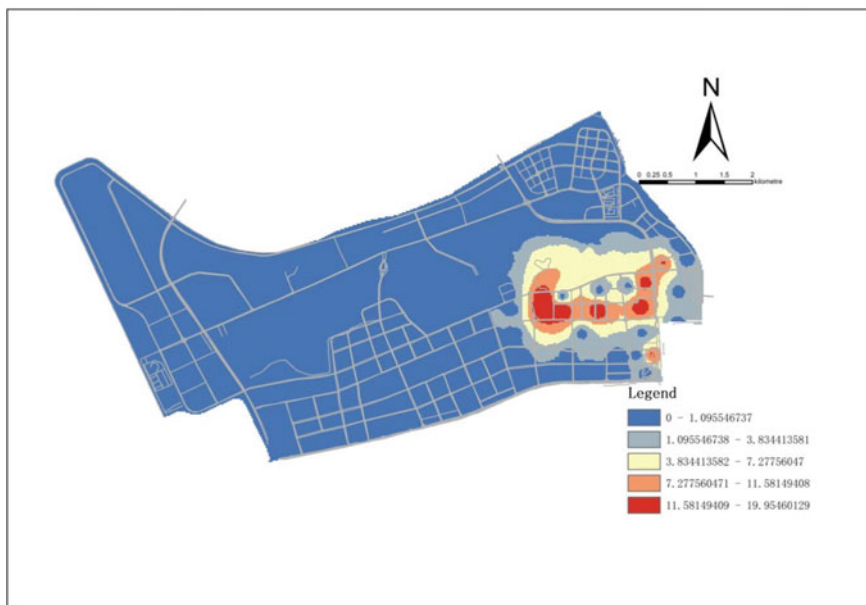 N
0 0.25 0.5 1 1.5 2
kilometre
Legend
0 - 1.095546737
1.095546738 - 3.834413581
3.834413582 - 7.27756047
7.277560471 - 11.58149408
11.58149409 - 19.95460129